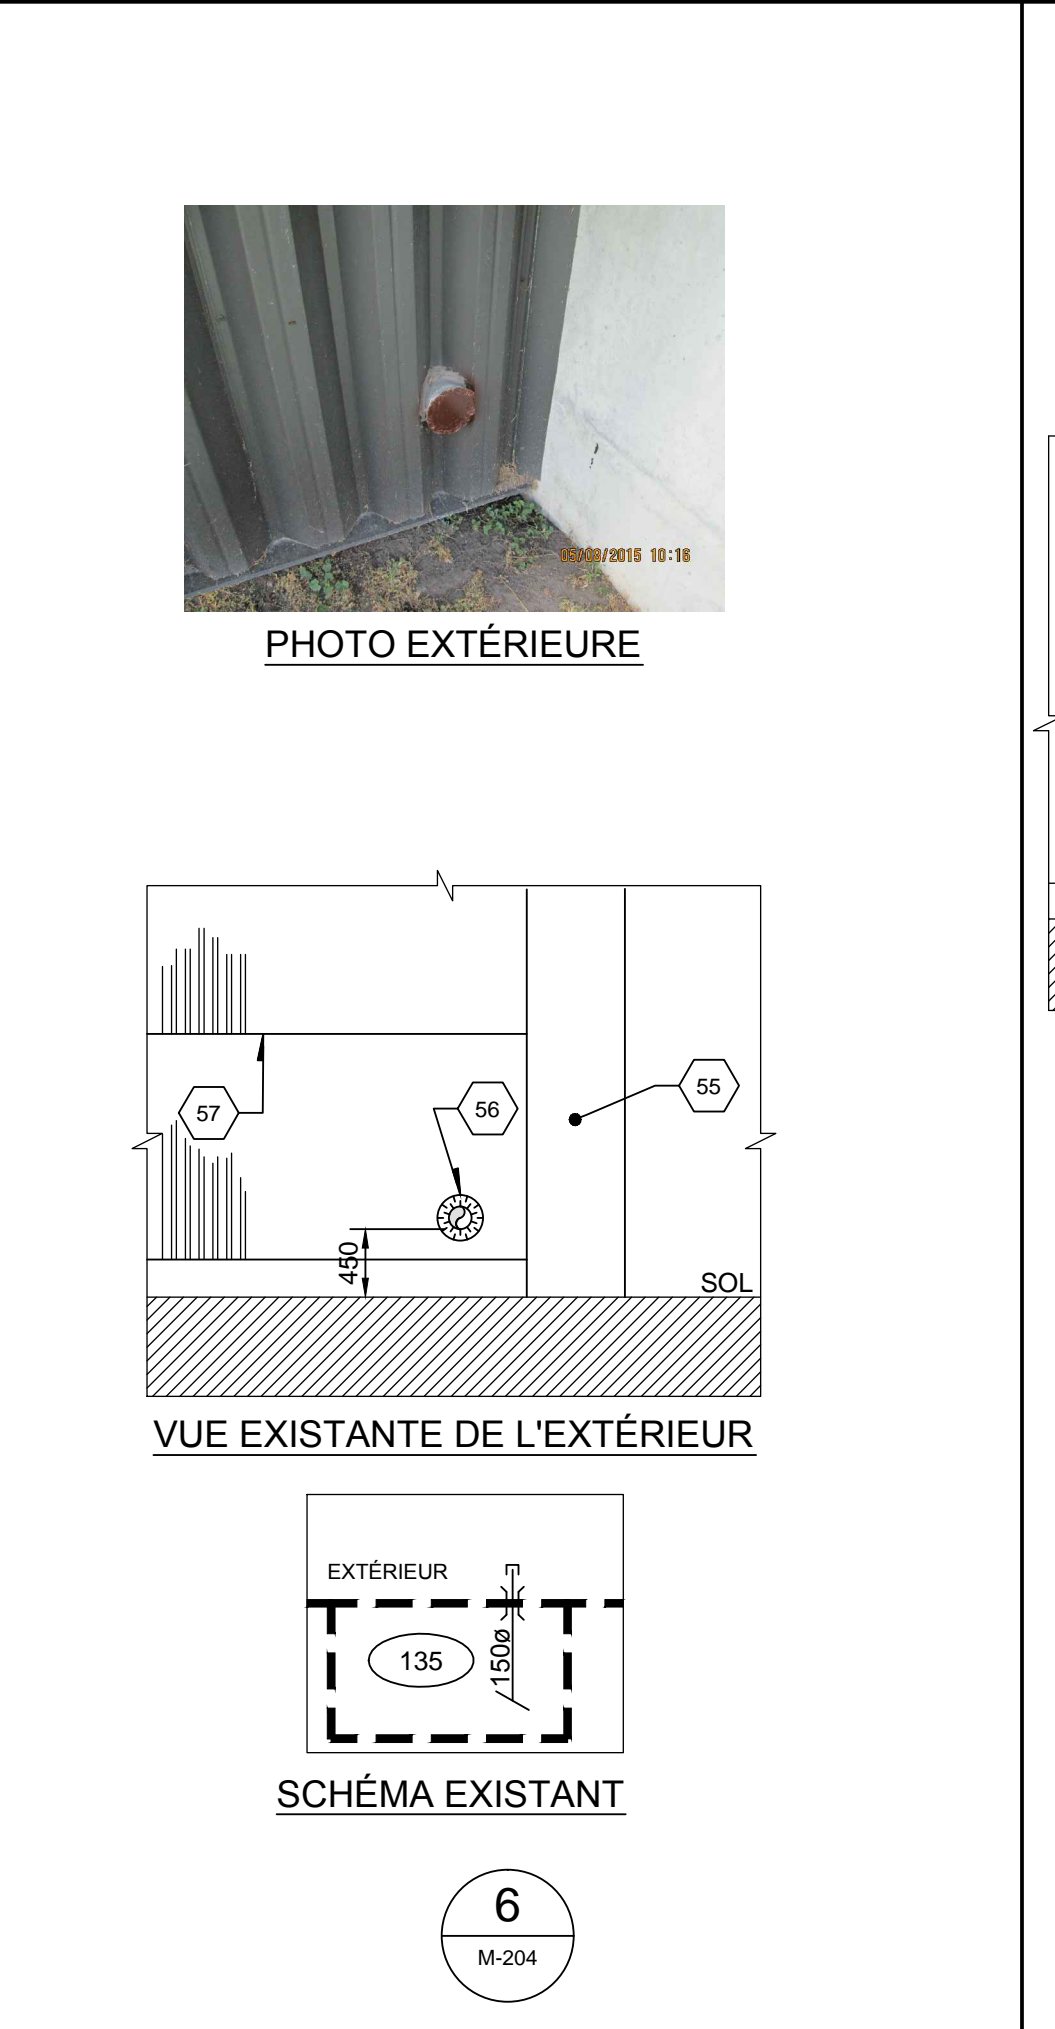 05/08/2015 10:16
PHOTO EXTÉRIEURE
57
56
55
450
SOL
VUE EXISTANTE DE L'EXTÉRIEUR
EXTÉRIEUR
135
150ø
SCHÉMA EXISTANT
6
M-204